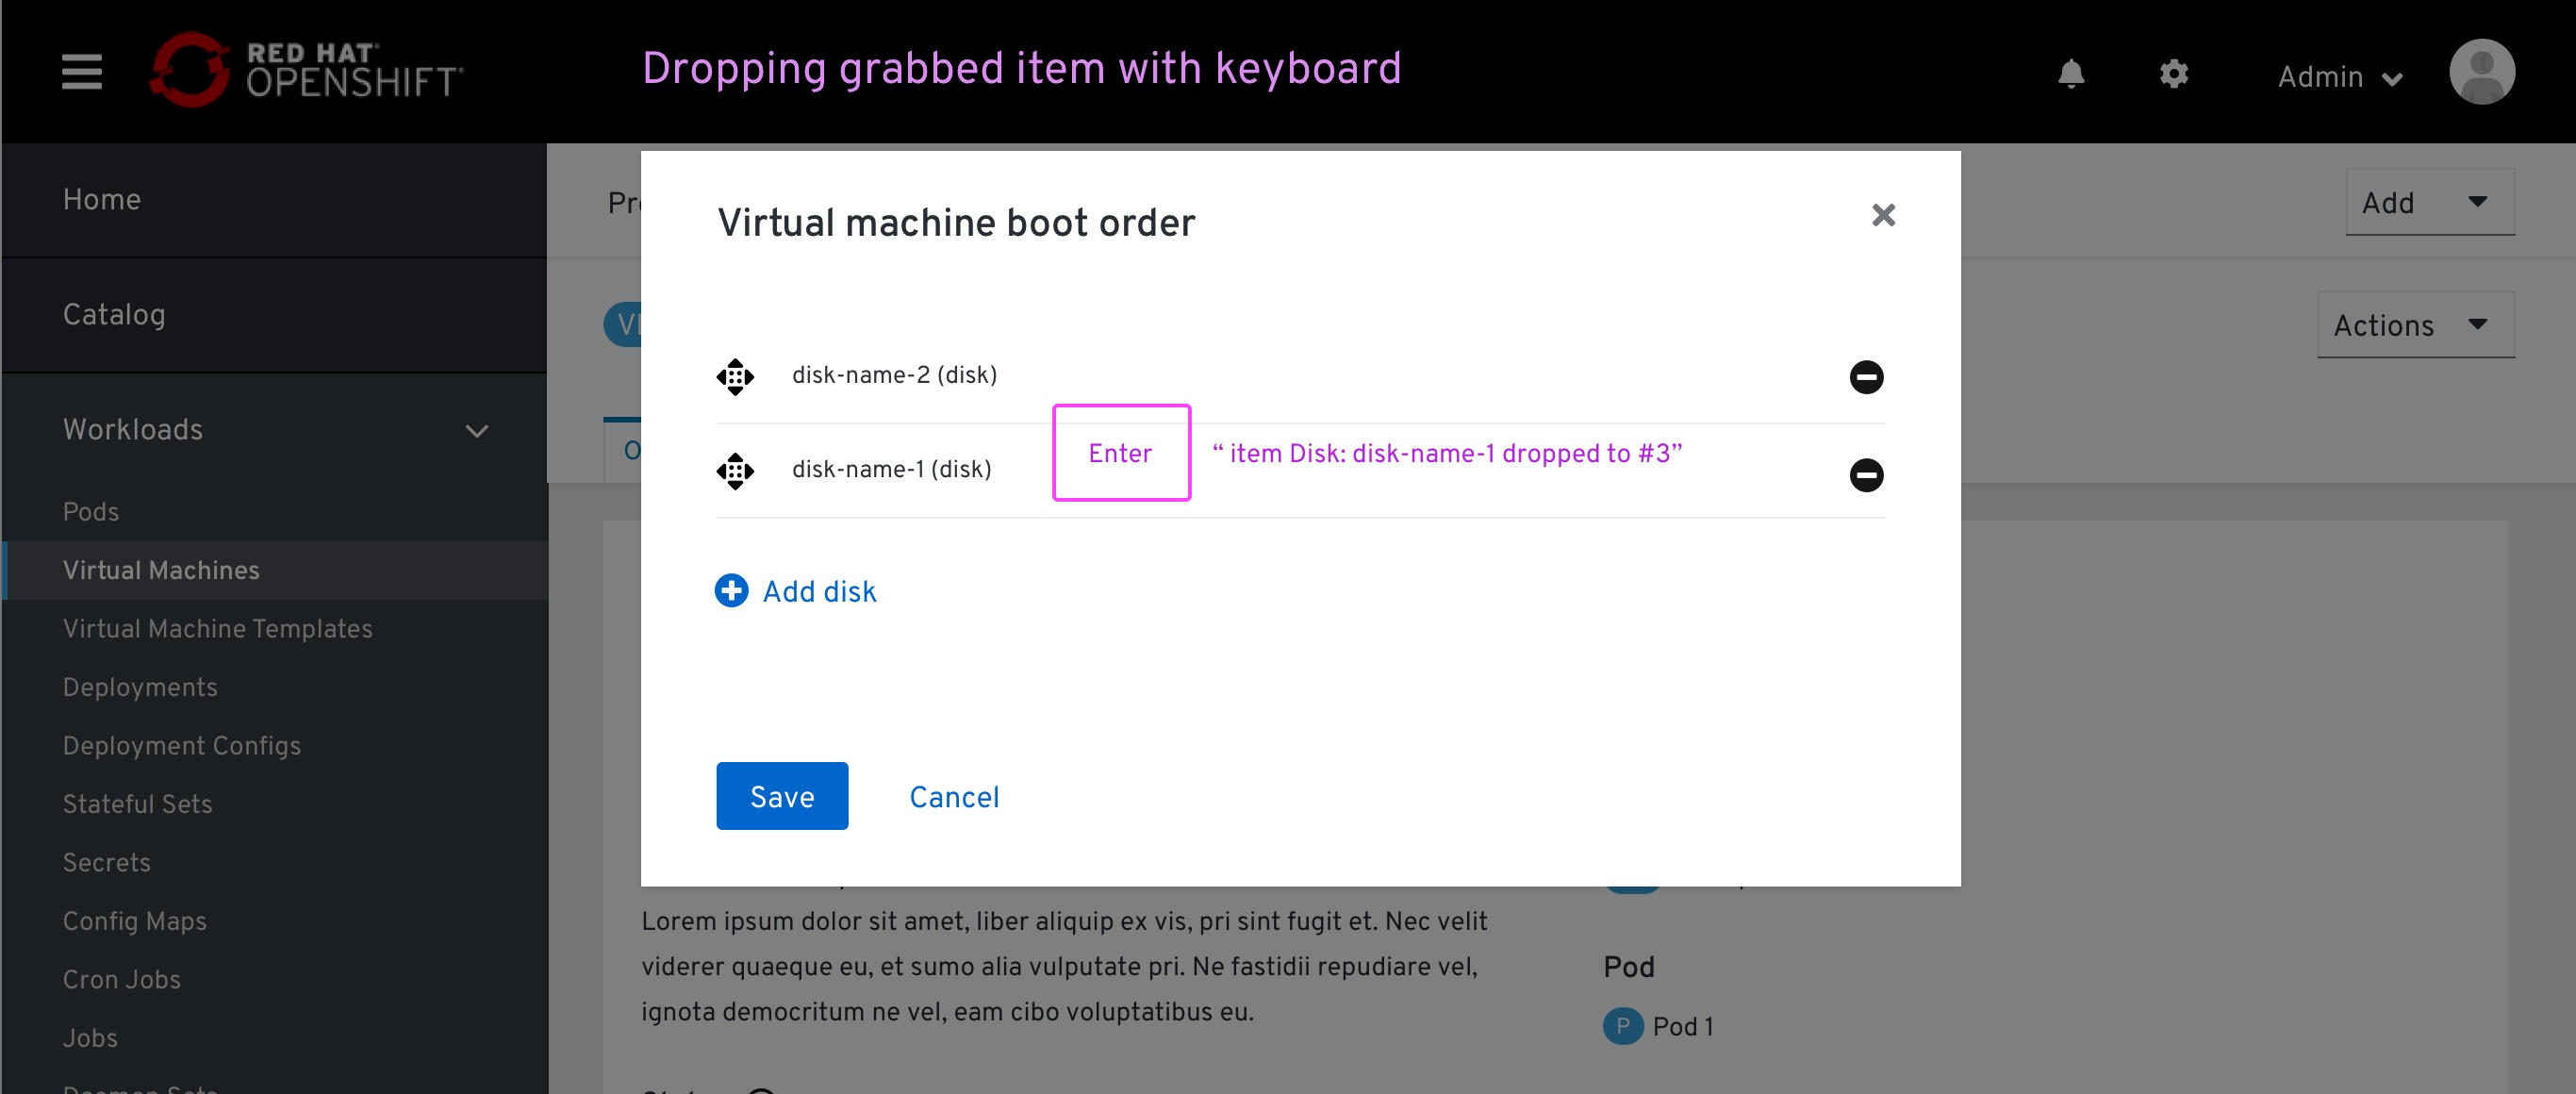 RED HAT
OPENSHIFT
Dropping grabbed item with keyboard
Admin
Home
Catalog
Workloads
Pods
Virtual Machines
Virtual Machine Templates
Deployments
Deployment Configs
Stateful Sets
Secrets
Config Maps
Cron Jobs
Jobs
Add
Actions
Virtual machine boot order
disk-name-2 (disk)
disk-name-1 (disk)
Enter
“ item Disk: disk-name-1 dropped to #3”
Add disk
Save
Cancel
Lorem ipsum dolor sit amet, liber aliquip ex vis, pri sint fugit et. Nec velit
viderer quaeque eu, et sumo alia vulputate pri. Ne fastidii repudiare vel,
ignota democritum ne vel, eam cibo voluptatibus eu.
Pod
P Pod 1